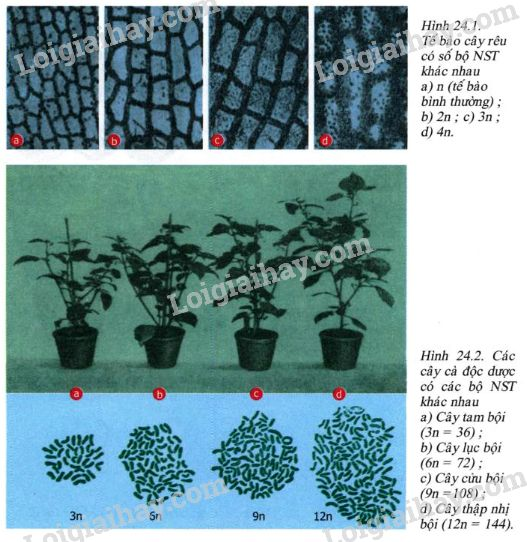 Hình 24.1.
Tế bào cây rêu
có số bộ NST
khác nhau
a) n (tế bào
bình thường) ;
b) 2n ; c) 3n ;
d) 4n.
Loigiaihay.com
a b c d
Loigiaihay.com
Loigiaihay.com
a b c d
Hình 24.2. Các
cây cà độc dược
có các bộ NST
khác nhau
a) Cây tam bội
(3n = 36) ;
b) Cây lục bội
(6n = 72) ;
c) Cây cửu bội
(9n =108) ;
d) Cây thập nhị
bội (12n = 144).
3n 6n 9n 12n
Loigiaihay.com